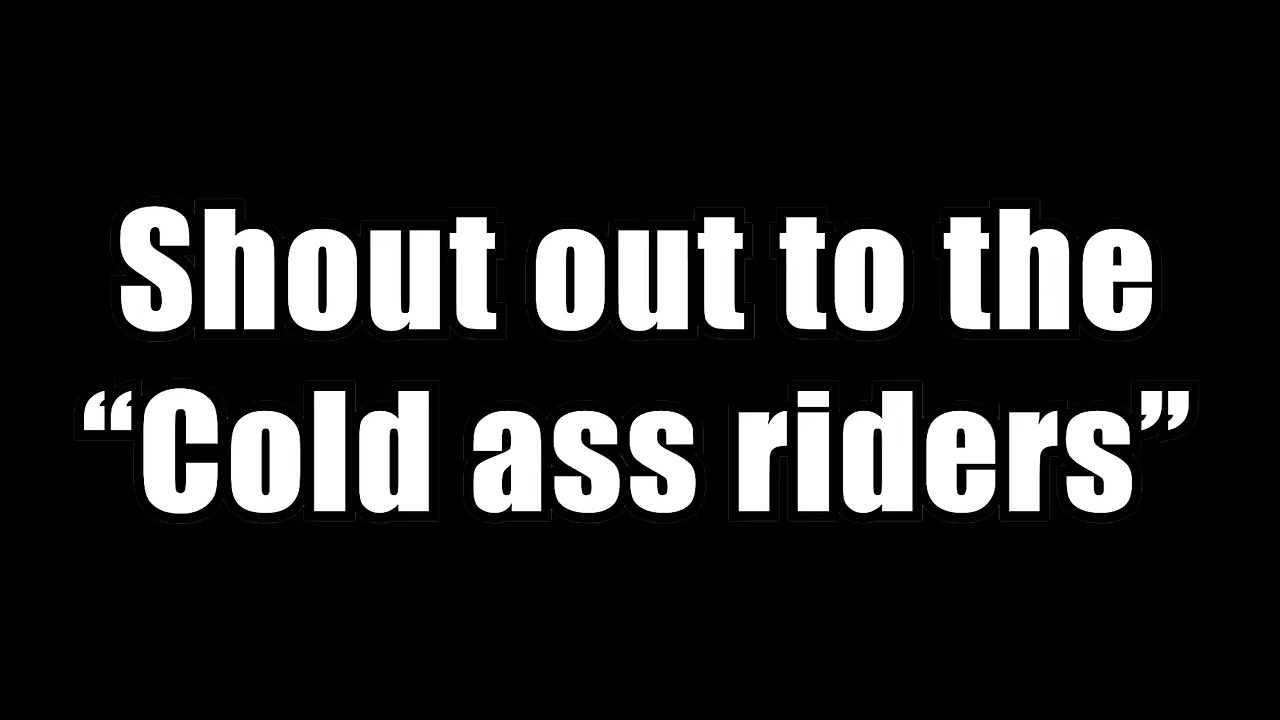 Shout out to the
“Cold ass riders”